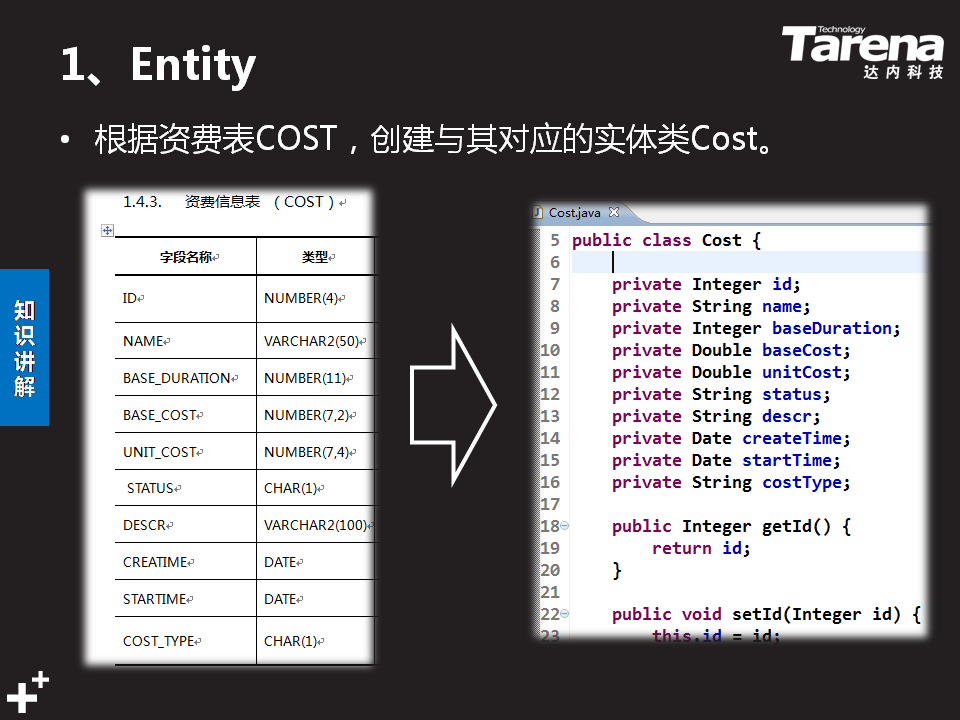 1、Entity
Technology
Tarena
达内科技
• 根据资费表COST，创建与其对应的实体类Cost。
知识讲解
1.4.3. 资费信息表 （COST）
字段名称 类型
ID NUMBER(4)
NAME VARCHAR2(50)
BASE_DURATION NUMBER(11)
BASE_COST NUMBER(7,2)
UNIT_COST NUMBER(7,4)
STATUS CHAR(1)
DESCR VARCHAR2(100)
CREATIME DATE
STARTIME DATE
COST_TYPE CHAR(1)
J Cost.java
5 public class Cost {
6
7 private Integer id;
8 private String name;
9 private Integer baseDuration;
10 private Double baseCost;
11 private Double unitCost;
12 private String status;
13 private String descr;
14 private Date createTime;
15 private Date startTime;
16 private String costType;
17
18 public Integer getId() {
19 return id;
20 }
21
22 public void setId(Integer id) {
23 this.id = id;